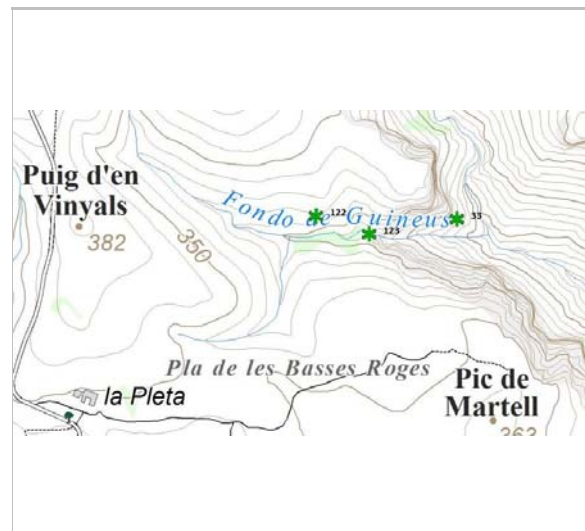 Puig d'en
Vinyals
382
350
Fondo de Guineus
122
123
33
Pla de les Basses Roges
la Pleta
Pic de
Martell
363